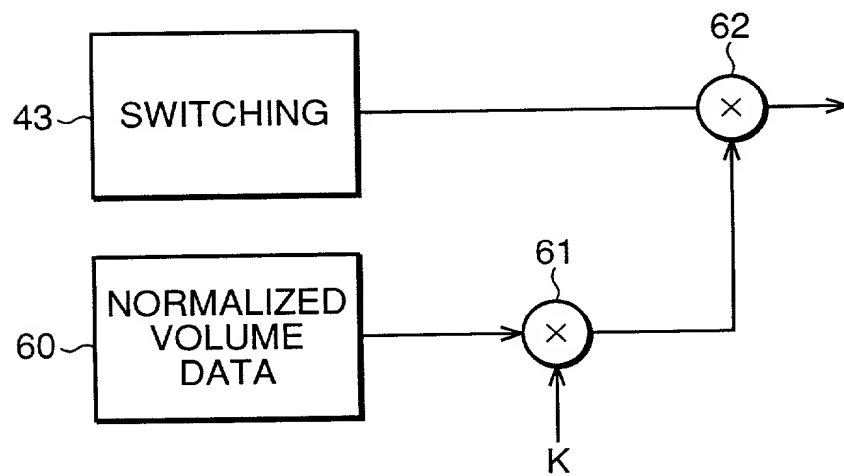 62
43
SWITCHING
61
60
NORMALIZED
VOLUME
DATA
×
×
K